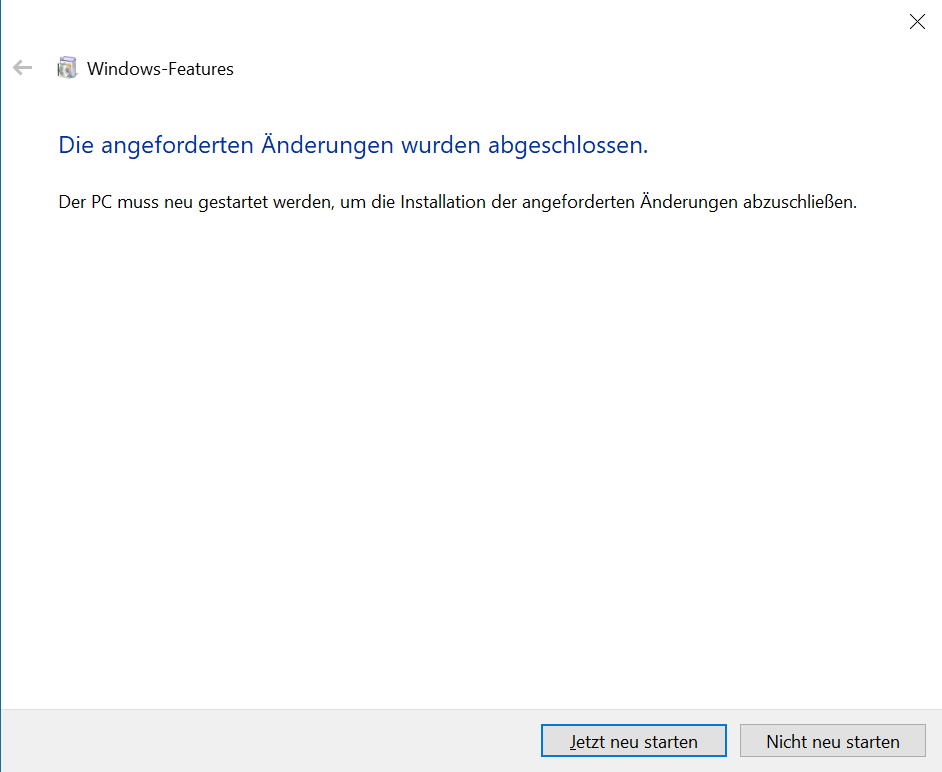 Windows-Features
Die angeforderten Änderungen wurden abgeschlossen.
Der PC muss neu gestartet werden, um die Installation der angeforderten Änderungen abzuschließen.
Jetzt neu starten
Nicht neu starten